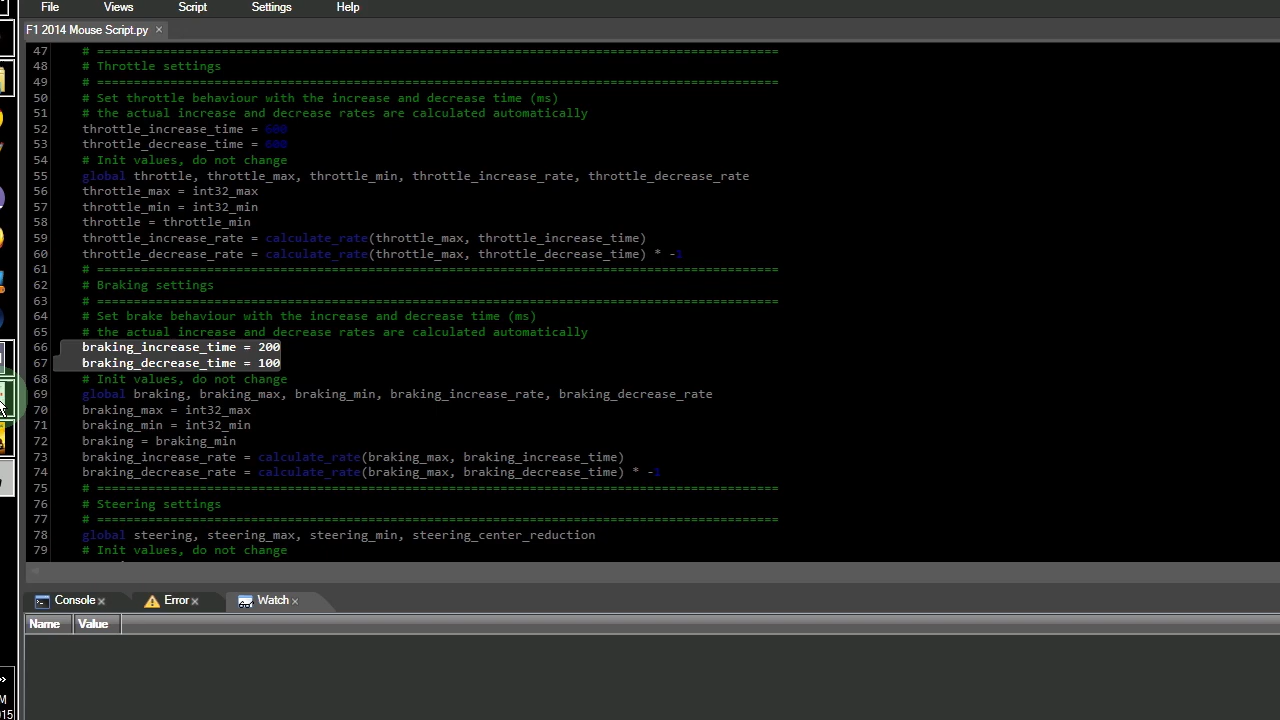 File Views Script Settings Help
F1 2014 Mouse Script.py ×
47 # =============================================================================================
48 # Throttle settings
49 # =============================================================================================
50 # Set throttle behaviour with the increase and decrease time (ms)
51 # the actual increase and decrease rates are calculated automatically
52 throttle_increase_time = 600
53 throttle_decrease_time = 600
54 # Init values, do not change
55 global throttle, throttle_max, throttle_min, throttle_increase_rate, throttle_decrease_rate
56 throttle_max = int32_max
57 throttle_min = int32_min
58 throttle = throttle_min
59 throttle_increase_rate = calculate_rate(throttle_max, throttle_increase_time)
60 throttle_decrease_rate = calculate_rate(throttle_max, throttle_decrease_time) * -1
61 # =============================================================================================
62 # Braking settings
63 # =============================================================================================
64 # Set brake behaviour with the increase and decrease time (ms)
65 # the actual increase and decrease rates are calculated automatically
66 braking_increase_time = 200
67 braking_decrease_time = 100
68 # Init values, do not change
69 global braking, braking_max, braking_min, braking_increase_rate, braking_decrease_rate
70 braking_max = int32_max
71 braking_min = int32_min
72 braking = braking_min
73 braking_increase_rate = calculate_rate(braking_max, braking_increase_time)
74 braking_decrease_rate = calculate_rate(braking_max, braking_decrease_time) * -1
75 # =============================================================================================
76 # Steering settings
77 # =============================================================================================
78 global steering, steering_max, steering_min, steering_center_reduction
79 # Init values, do not change
Console × Error × Watch ×
Name Value